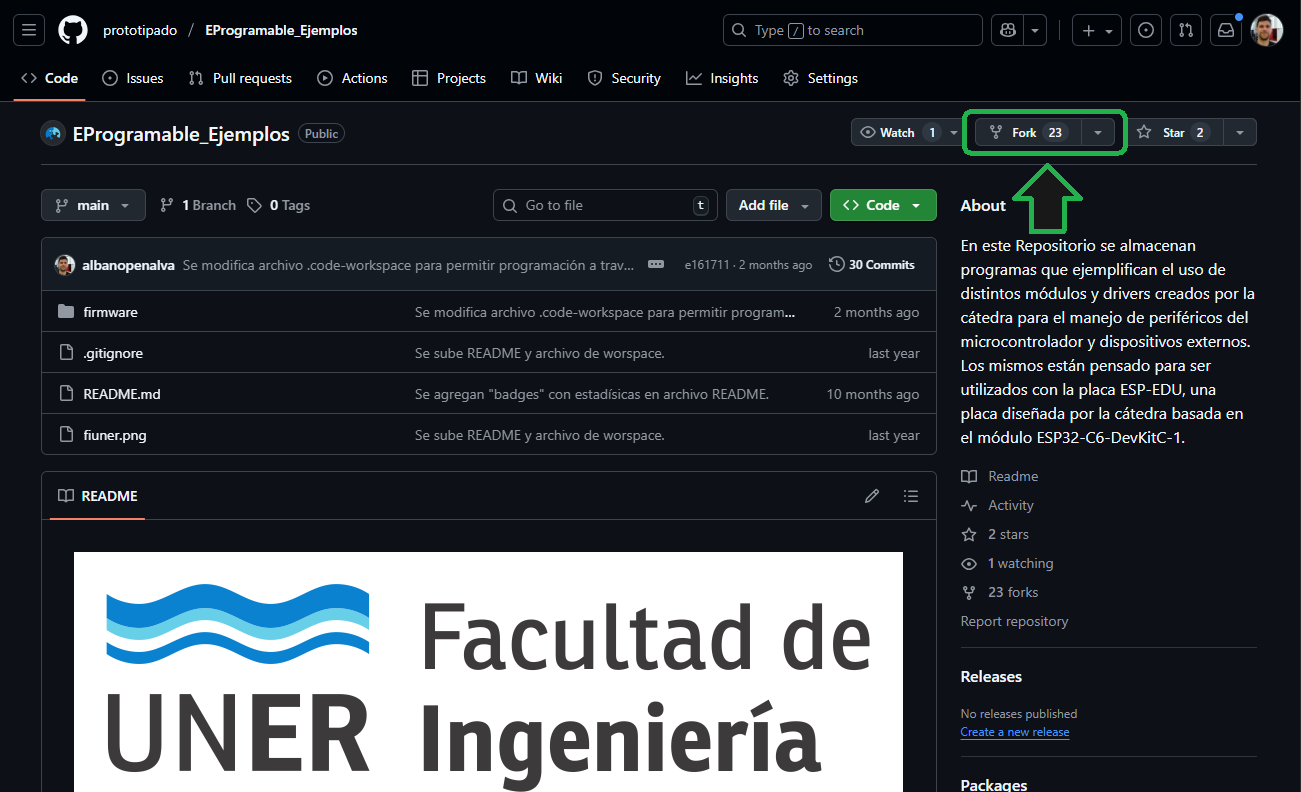 prototipado / EProgramable_Ejemplos
Type / to search
Code Issues Pull requests Actions Projects Wiki Security Insights Settings
EProgramable_Ejemplos Public
Watch 1 Fork 23 Star 2
main 1 Branch 0 Tags
Go to file t
Add file
Code
albanopenalva Se modifica archivo .code-workspace para permitir programación a trav... e161711 · 2 months ago 30 Commits
firmware Se modifica archivo .code-workspace para permitir program... 2 months ago
.gitignore Se sube README y archivo de worspace. last year
README.md Se agregan "badges" con estadísicas en archivo README. 10 months ago
fiuner.png Se sube README y archivo de worspace. last year
README
UNER
Facultad de
Ingeniería
About
En este Repositorio se almacenan
programas que ejemplifican el uso de
distintos módulos y drivers creados por la
cátedra para el manejo de periféricos del
microcontrolador y dispositivos externos.
Los mismos están pensado para ser
utilizados con la placa ESP-EDU, una
placa diseñada por la cátedra basada en
el módulo ESP32-C6-DevKitC-1.
Readme
Activity
2 stars
1 watching
23 forks
Report repository
Releases
No releases published
Create a new release
Packages